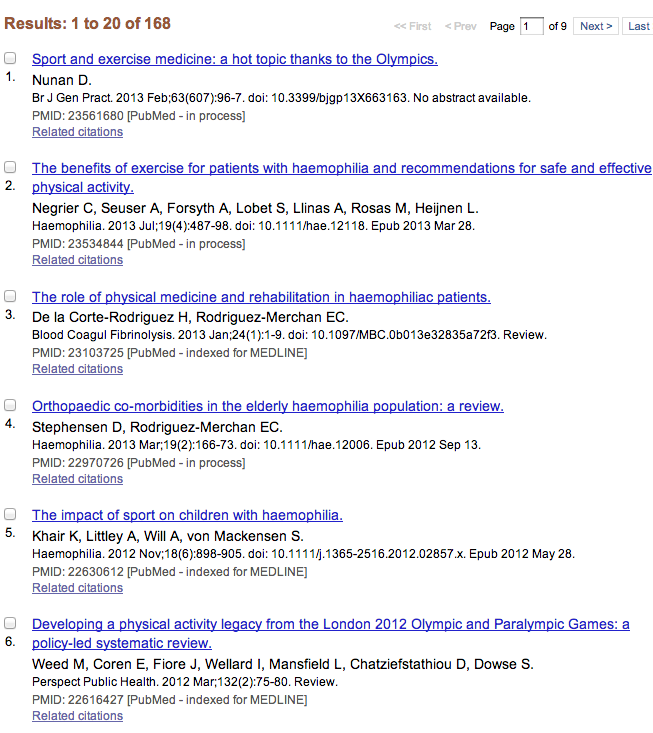 Results: 1 to 20 of 168
<< First < Prev Page 1 of 9 Next > Last
Sport and exercise medicine: a hot topic thanks to the Olympics.
1.
Nunan D.
Br J Gen Pract. 2013 Feb;63(607):96-7. doi: 10.3399/bjgp13X663163. No abstract available.
PMID: 23561680 [PubMed - in process]
Related citations
The benefits of exercise for patients with haemophilia and recommendations for safe and effective
2. physical activity.
Negrier C, Seuser A, Forsyth A, Lobet S, Llinas A, Rosas M, Heijnen L.
Haemophilia. 2013 Jul;19(4):487-98. doi: 10.1111/hae.12118. Epub 2013 Mar 28.
PMID: 23534844 [PubMed - in process]
Related citations
The role of physical medicine and rehabilitation in haemophiliac patients.
3. De la Corte-Rodriguez H, Rodriguez-Merchan EC.
Blood Coagul Fibrinolysis. 2013 Jan;24(1):1-9. doi: 10.1097/MBC.0b013e32835a72f3. Review.
PMID: 23103725 [PubMed - indexed for MEDLINE]
Related citations
Orthopaedic co-morbidities in the elderly haemophilia population: a review.
4. Stephensen D, Rodriguez-Merchan EC.
Haemophilia. 2013 Mar;19(2):166-73. doi: 10.1111/hae.12006. Epub 2012 Sep 13.
PMID: 22970726 [PubMed - in process]
Related citations
The impact of sport on children with haemophilia.
5. Khair K, Littley A, Will A, von Mackensen S.
Haemophilia. 2012 Nov;18(6):898-905. doi: 10.1111/j.1365-2516.2012.02857.x. Epub 2012 May 28.
PMID: 22630612 [PubMed - indexed for MEDLINE]
Related citations
Developing a physical activity legacy from the London 2012 Olympic and Paralympic Games: a
6. policy-led systematic review.
Weed M, Coren E, Fiore J, Wellard I, Mansfield L, Chatziefstathiou D, Dowse S.
Perspect Public Health. 2012 Mar;132(2):75-80. Review.
PMID: 22616427 [PubMed - indexed for MEDLINE]
Related citations